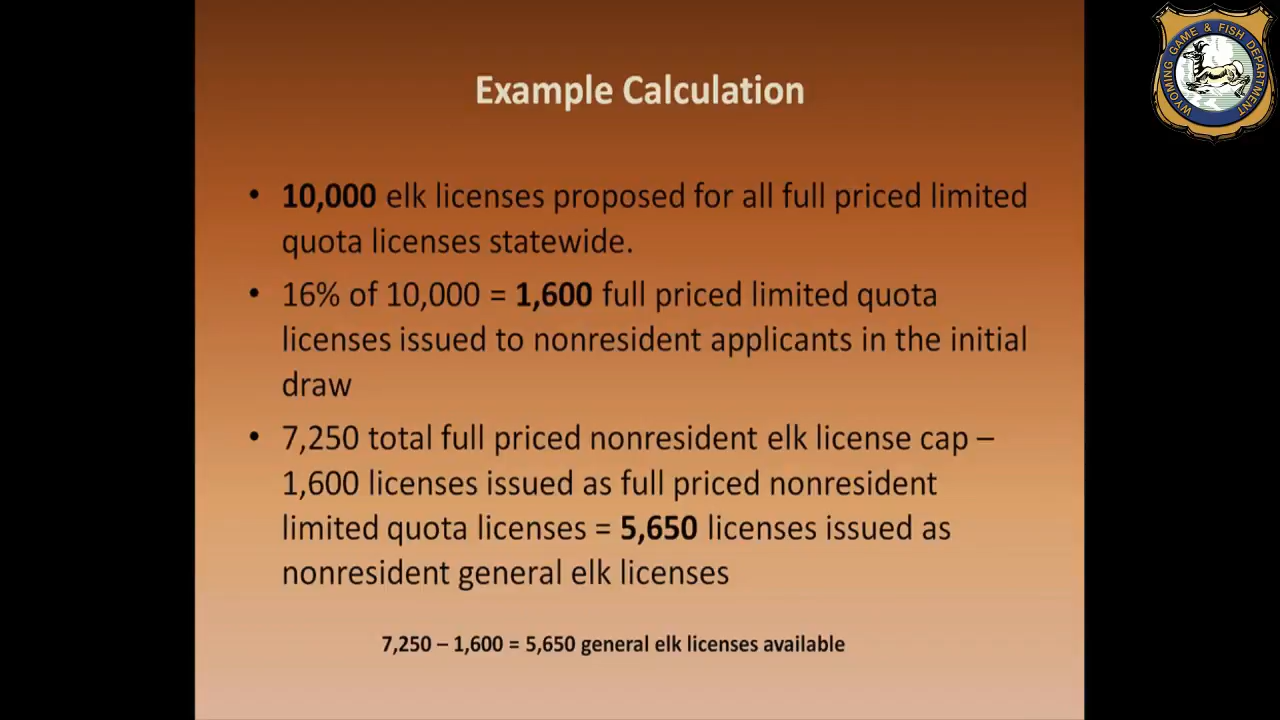 Example Calculation
• 10,000 elk licenses proposed for all full priced limited
quota licenses statewide.
• 16% of 10,000 = 1,600 full priced limited quota
licenses issued to nonresident applicants in the initial
draw
• 7,250 total full priced nonresident elk license cap –
1,600 licenses issued as full priced nonresident
limited quota licenses = 5,650 licenses issued as
nonresident general elk licenses
7,250 – 1,600 = 5,650 general elk licenses available
WYOMING GAME & FISH DEPARTMENT